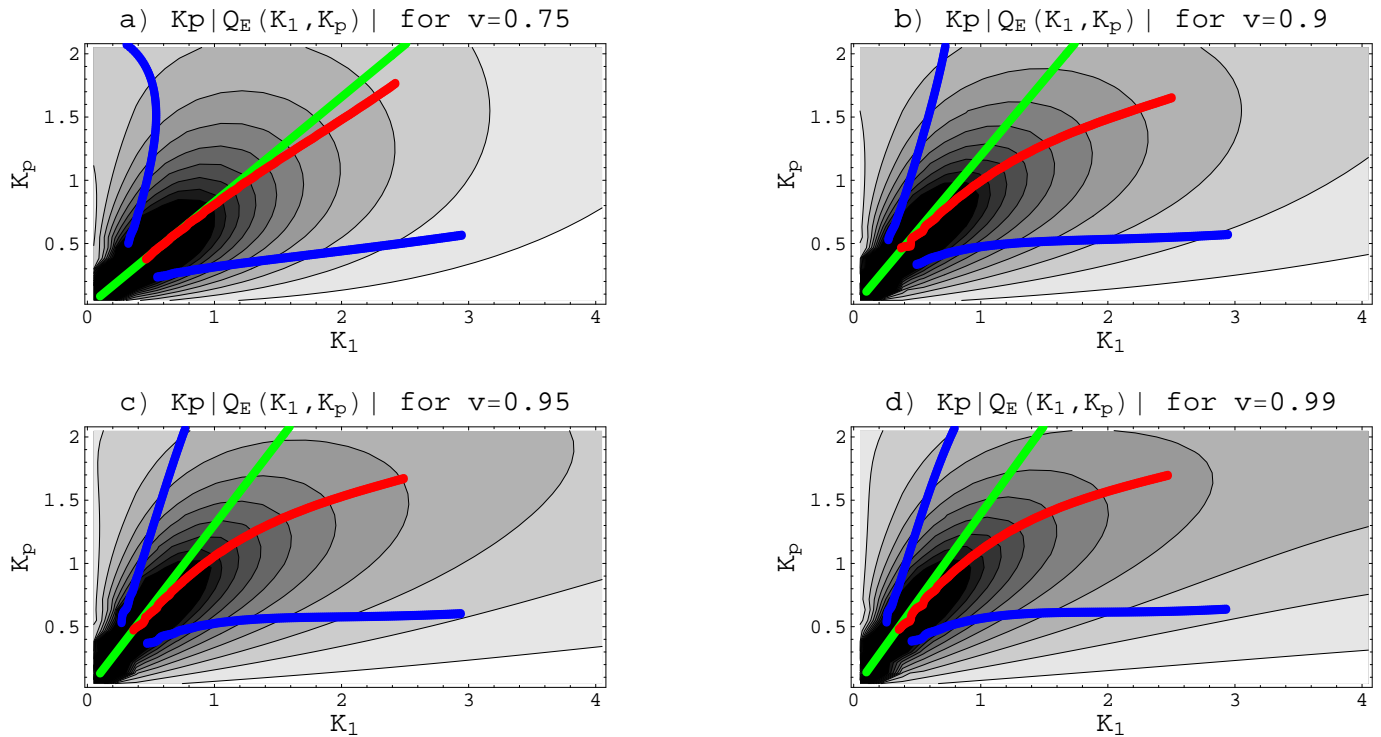 a) Kp|Q_E(K_1,K_p)| for v=0.75
2
1.5
1
0.5
K_p
0 1 2 3 4
K_1
b) Kp|Q_E(K_1,K_p)| for v=0.9
2
1.5
1
0.5
K_p
0 1 2 3 4
K_1
c) Kp|Q_E(K_1,K_p)| for v=0.95
2
1.5
1
0.5
K_p
0 1 2 3 4
K_1
d) Kp|Q_E(K_1,K_p)| for v=0.99
2
1.5
1
0.5
K_p
0 1 2 3 4
K_1